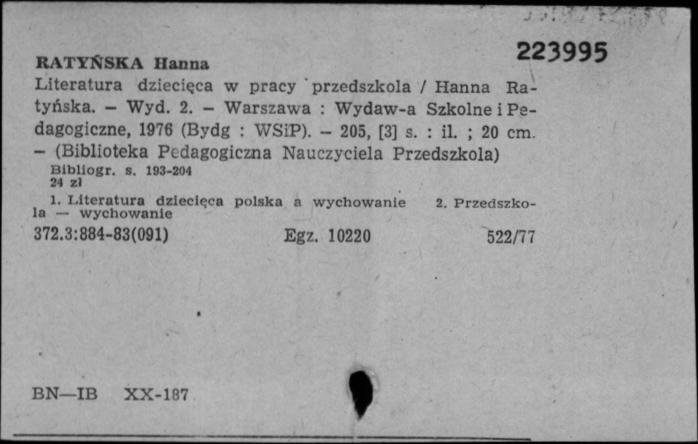 223995
RATYŃSKA Hanna
Literatura dziecięca w pracy przedszkola / Hanna Ra-
tyńska. — Wyd. 2. — Warszawa : Wydaw-a Szkolne i Pe-
dagogiczne, 1976 (Bydg : WSiP). — 205, [3] s. : il. ; 20 cm.
— (Biblioteka Pedagogiczna Nauczyciela Przedszkola)
Bibliogr. s. 193-204
24 zł
1. Literatura dziecięca polska a wychowanie 2. Przedszko-
la — wychowanie
372.3:884-83(091) Egz. 10220 522/77
BN—IB XX-187